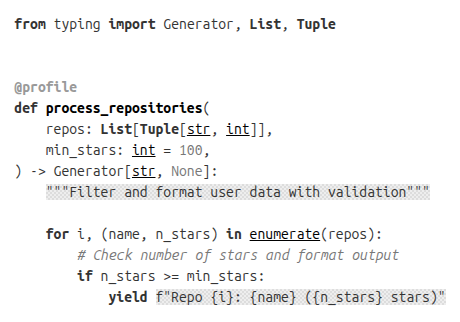 from typing import Generator, List, Tuple
@profile
def process_repositories(
    repos: List[Tuple[str, int]],
    min_stars: int = 100,
) -> Generator[str, None]:
    """Filter and format user data with validation"""
    for i, (name, n_stars) in enumerate(repos):
        # Check number of stars and format output
        if n_stars >= min_stars:
            yield f"Repo {i}: {name} ({n_stars} stars)"